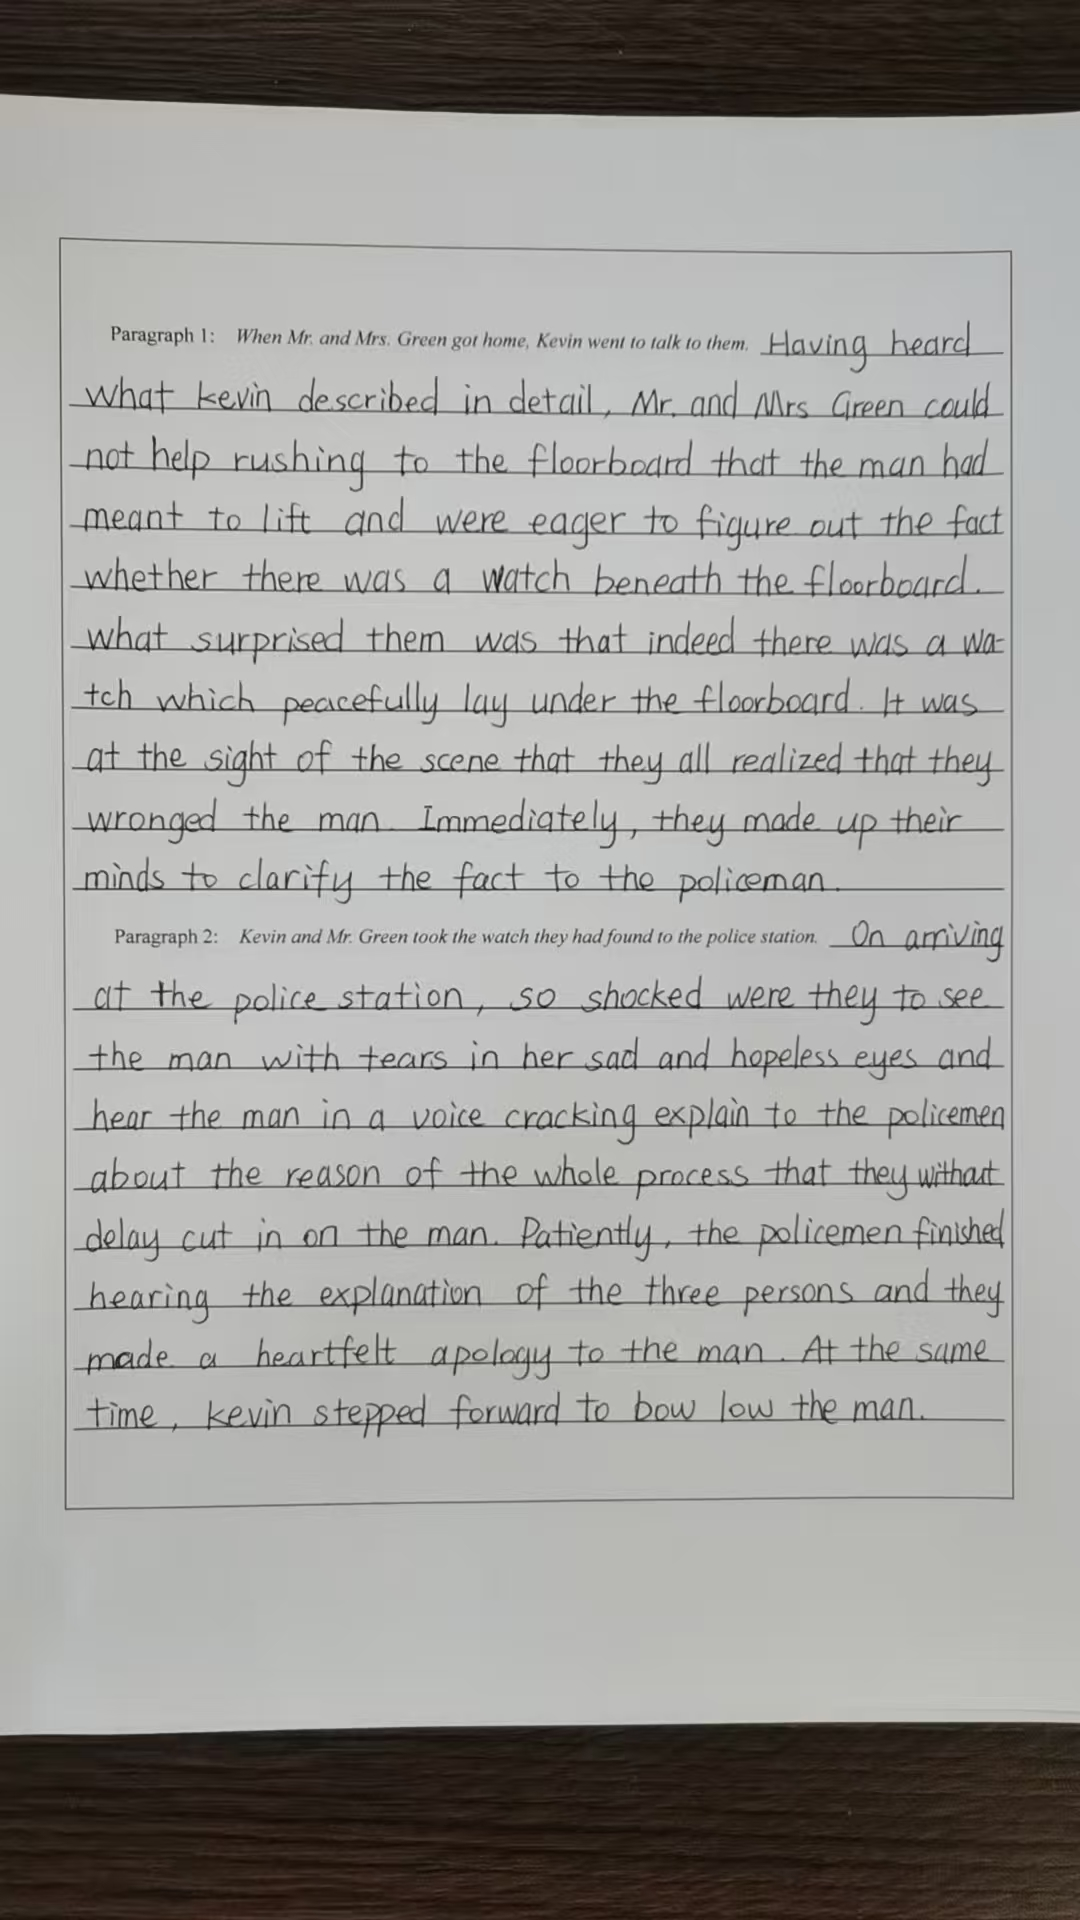 Paragraph 1: When Mr. and Mrs. Green got home, Kevin went to talk to them. Having heard
what kevin described in detail, Mr. and Mrs Green could
not help rushing to the floorboard that the man had
meant to lift and were eager to figure out the fact
whether there was a watch beneath the floorboard.
what surprised them was that indeed there was a wa-
tch which peacefully lay under the floorboard. It was
at the sight of the scene that they all realized that they
wronged the man. Immediately, they made up their
minds to clarify the fact to the policeman.
Paragraph 2: Kevin and Mr. Green took the watch they had found to the police station. On arriving
at the police station, so shocked were they to see
the man with tears in her sad and hopeless eyes and
hear the man in a voice cracking explain to the policemen
about the reason of the whole process that they without
delay cut in on the man. Patiently, the policemen finished
hearing the explanation of the three persons and they
made a heartfelt apology to the man. At the same
time, kevin stepped forward to bow low the man.